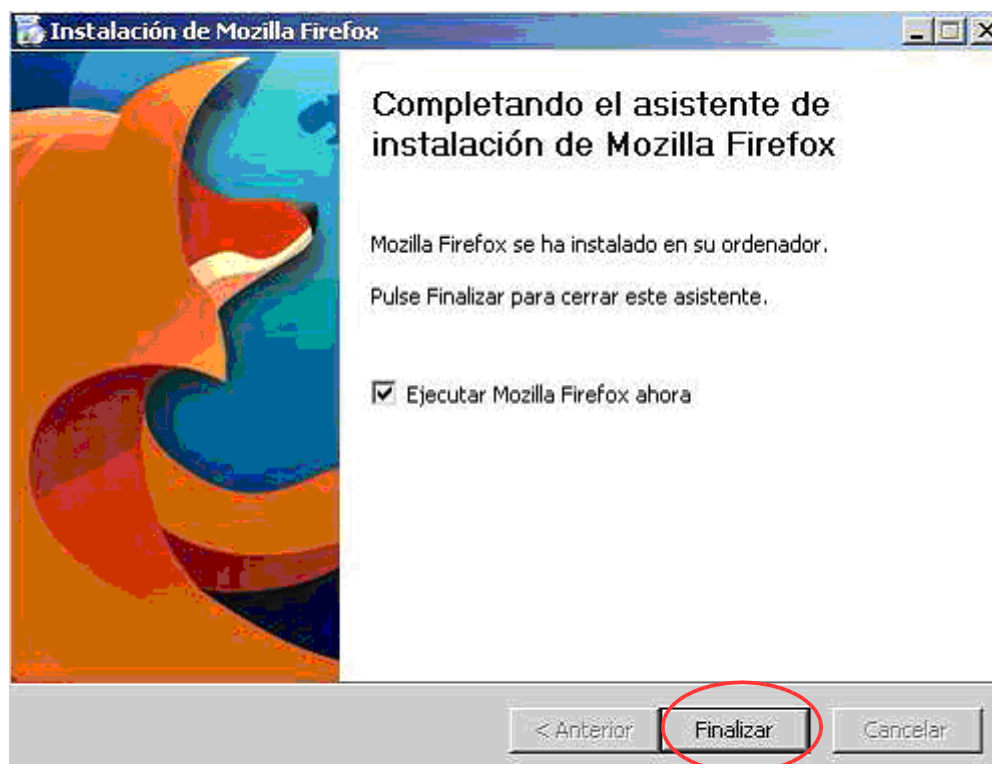 Instalación de Mozilla Firefox
Completando el asistente de
instalación de Mozilla Firefox
Mozilla Firefox se ha instalado en su ordenador.
Pulse Finalizar para cerrar este asistente.
Ejecutar Mozilla Firefox ahora
< Anterior
Finalizar
Cancelar